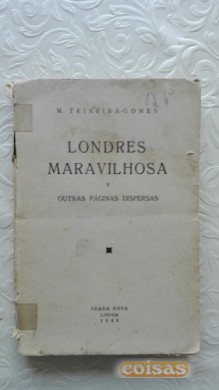 M. TEIXEIRA-GOMES
LONDRES
MARAVILHOSA
E
OUTRAS PÁGINAS DISPERSAS
SEARA NOVA
LISBOA
coisas